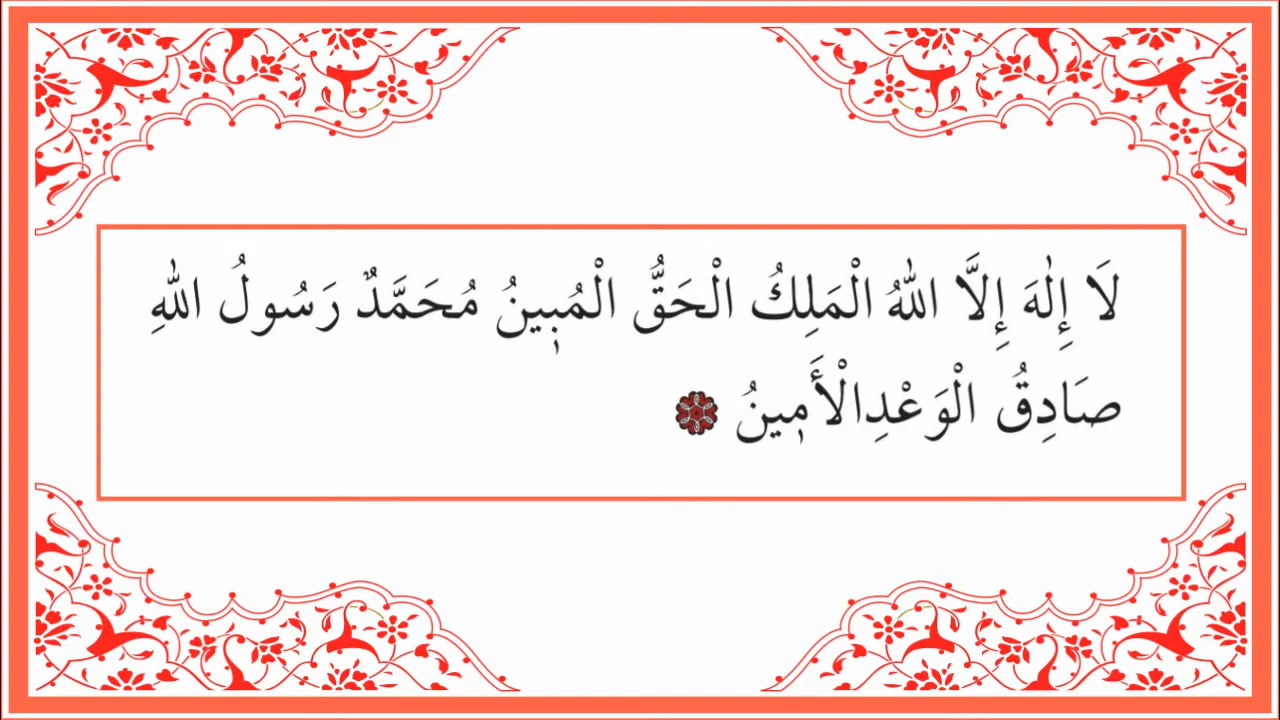 لَا إِلٰهَ إِلَّا اللّٰهُ الْمَلِكُ الْحَقُّ الْمُبِينُ مُحَمَّدٌ رَسُولُ اللّٰهِ
صَادِقُ الْوَعْدِالْأَمِينُ